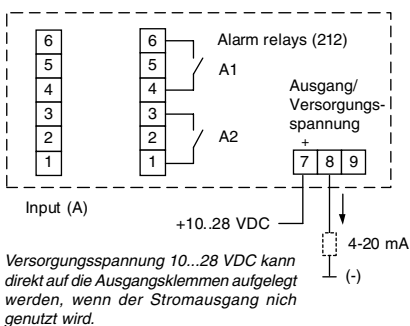 6
5
4
3
2
1
Input (A)
6
5
4
3
2
1
Alarm relays (212)
A1
A2
Ausgang/
Versorgungs-
spannung
+
7 8 9
+10..28 VDC
4-20 mA
(-)
Versorgungsspannung 10...28 VDC kann
direkt auf die Ausgangsklemmen aufgelegt
werden, wenn der Stromausgang nich
genutzt wird.